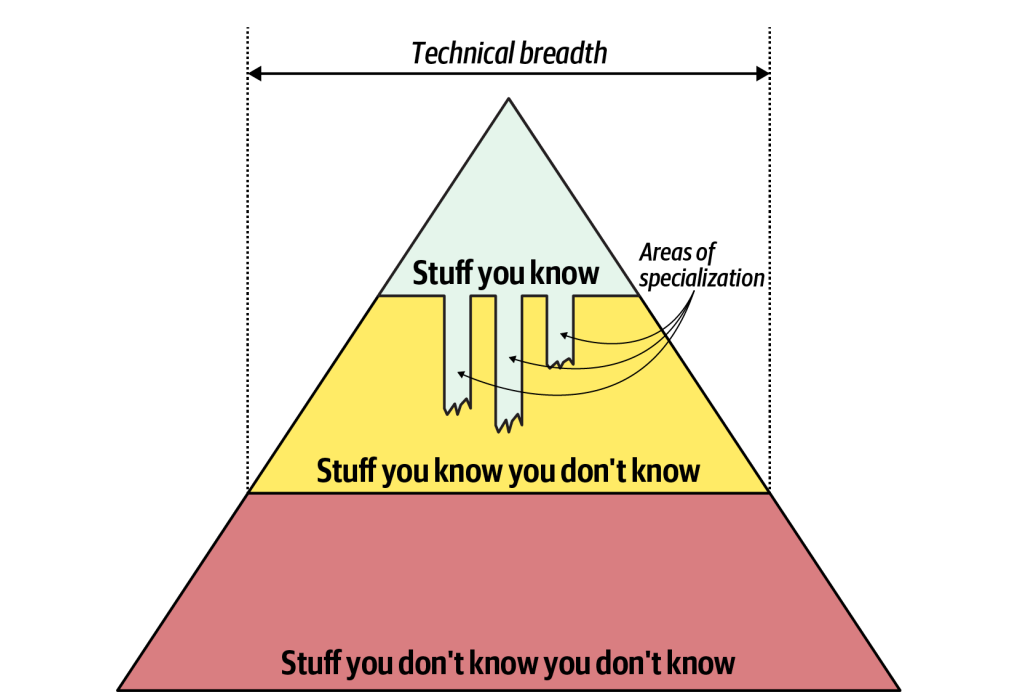 Technical breadth
Stuff you know
Areas of
specialization
Stuff you know you don't know
Stuff you don't know you don't know